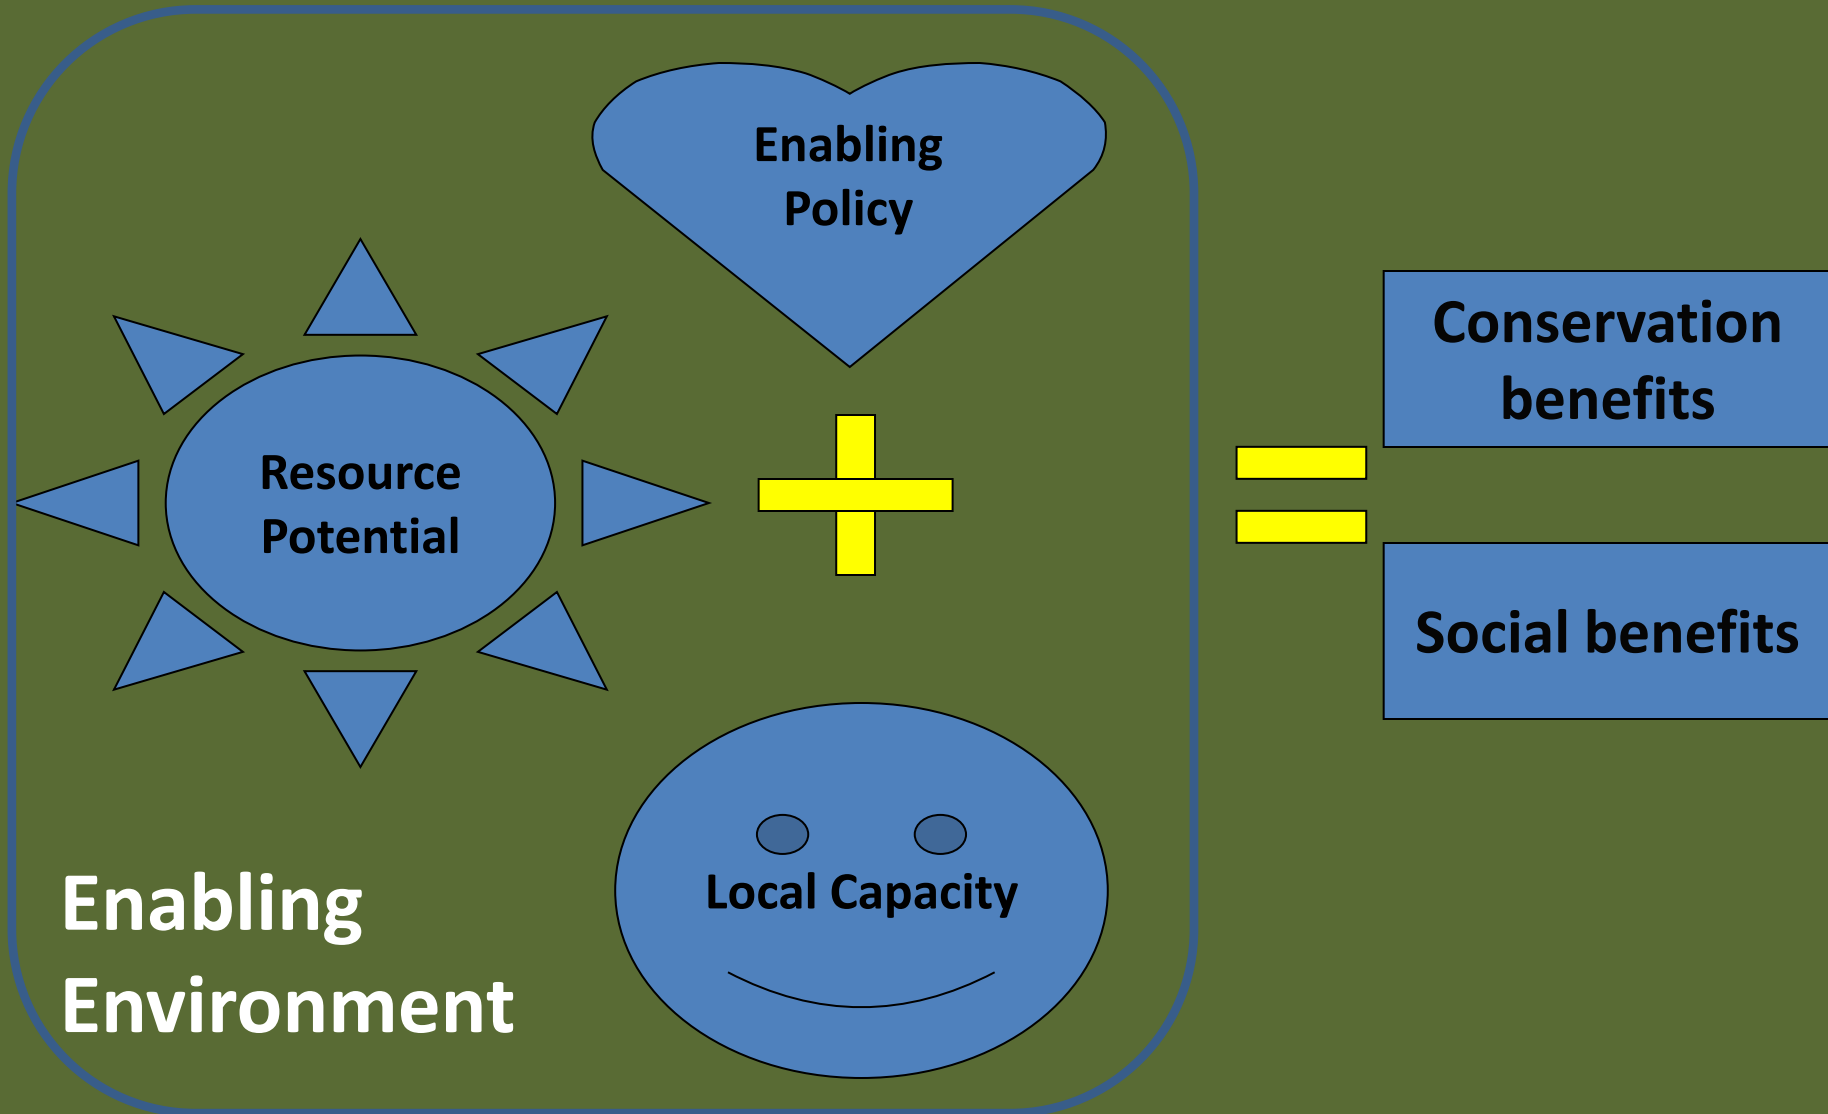 Enabling
Policy
Resource
Potential
Local Capacity
Enabling
Environment
Conservation
benefits
Social benefits